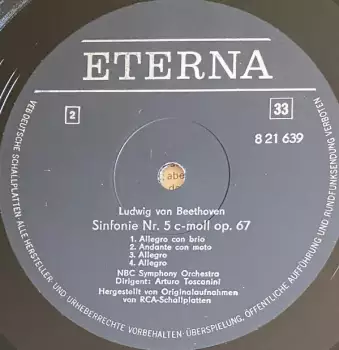 ETERNA
2
33
8 21 639
Ludwig van Beethoven
Sinfonie Nr. 5 c-moll op. 67
1. Allegro con brio
2. Andante con moto
3. Allegro
4. Allegro
NBC Symphony Orchestra
Dirigent: Arturo Toscanini
Hergestellt von Originalaufnahmen
von RCA-Schallplatten
VEB DEUTSCHE SCHALLPLATTEN ALLE HERSTELLER- UND URHEBERRECHTE VORBEHALTEN · ÜBERSPIELUNG, ÖFFENTLICHE AUFFÜHRUNG UND RUNDFUNKSENDUNG VERBOTEN